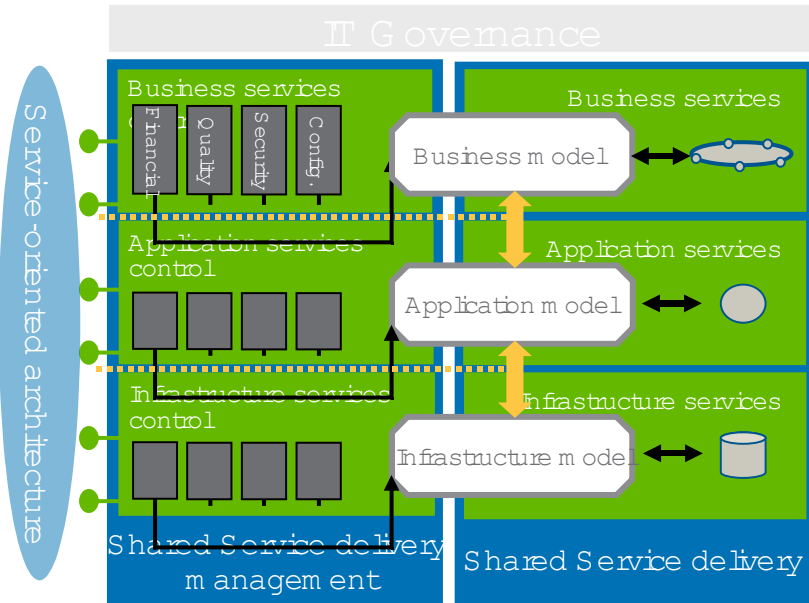 IT Governance
Service-oriented architecture
Business services
Financial
Quality
Security
Config.
Business model
Business services
Application services
control
Application model
Application services
Infrastructure services
control
Infrastructure model
Infrastructure services
Shared Service delivery
management
Shared Service delivery